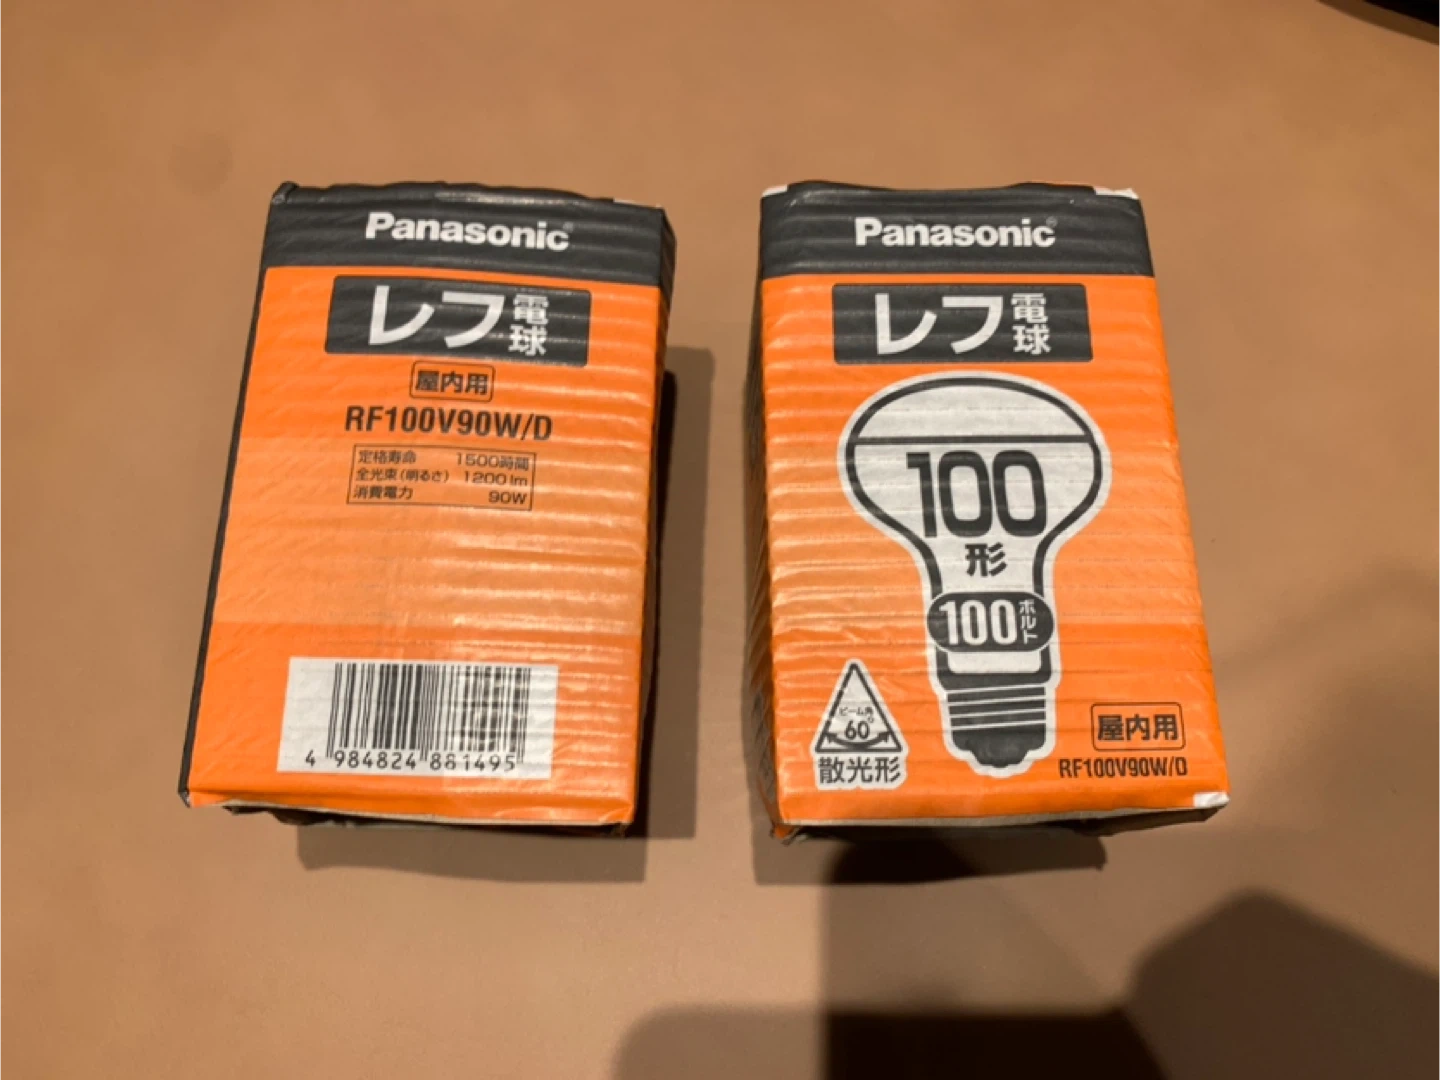 Panasonic
レフ電球
屋内用
RF100V90W/D
定格寿命 1500時間
全光束(明るさ) 1200 lm
消費電力 90W
4 984824 881495
Panasonic
レフ電球
100
形
100ボルト
ビーム角
60°
散光形
屋内用
RF100V90W/D